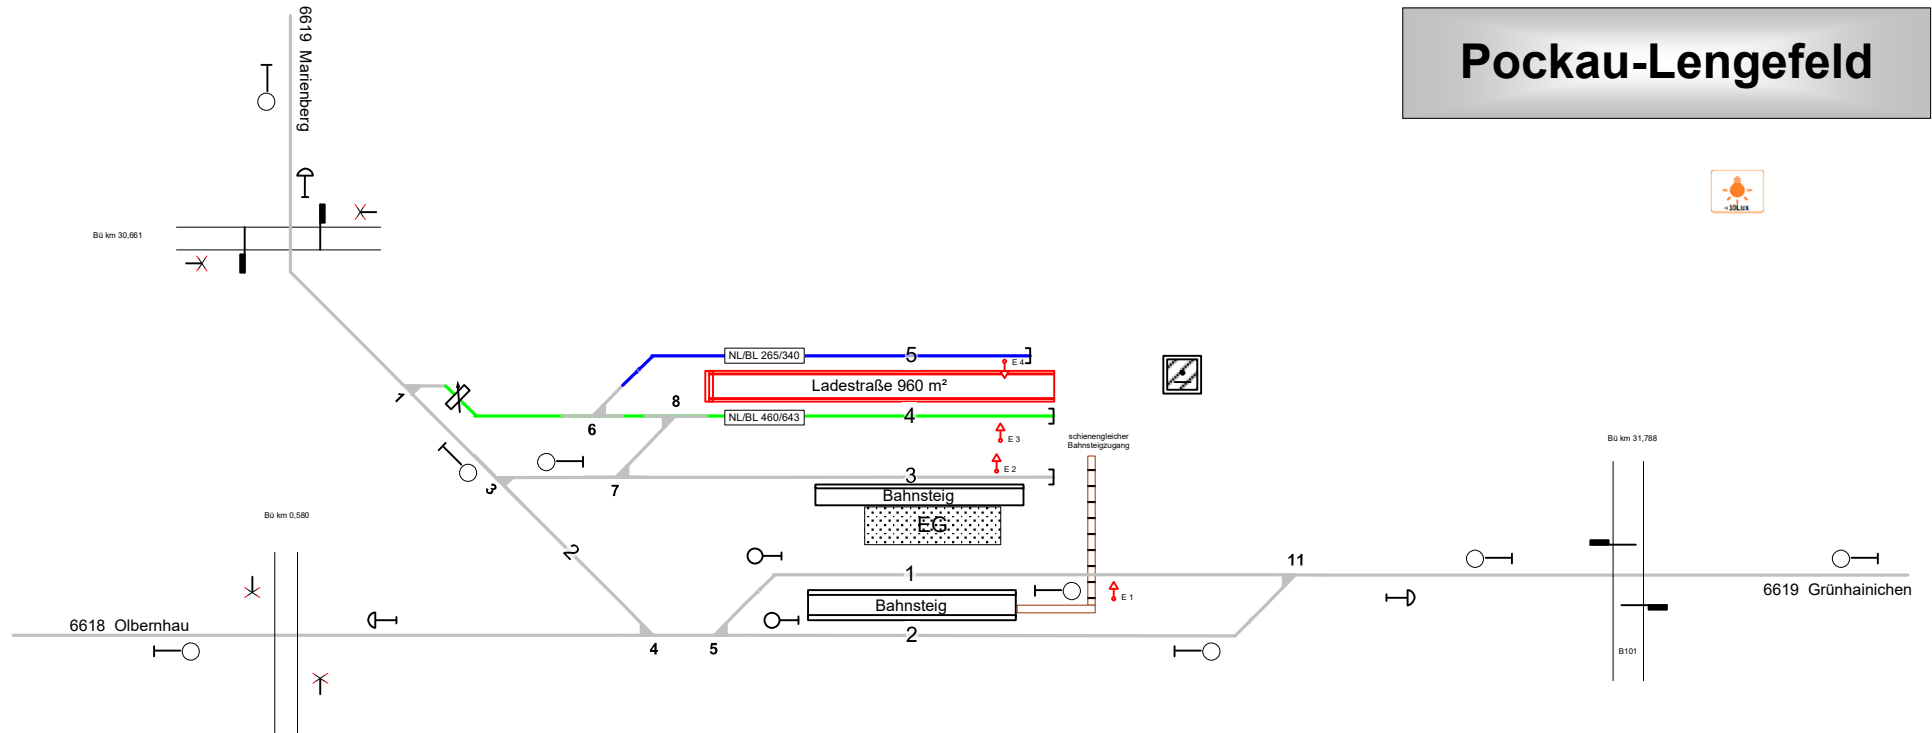 Pockau-Lengefeld
6619 Marienberg
<10Lux
Bü km 30,661
NL/BL 265/340
5
E 4
Ladestraße 960 m²
1
8
NL/BL 460/643
4
6
E 3
schienengleicher
Bahnsteigzugang
Bü km 31,788
E 2
3
3
7
Bahnsteig
EG
Bü km 0,580
2
1
11
6619 Grünhainichen
E 1
Bahnsteig
6618 Olbernhau
2
4
5
B101